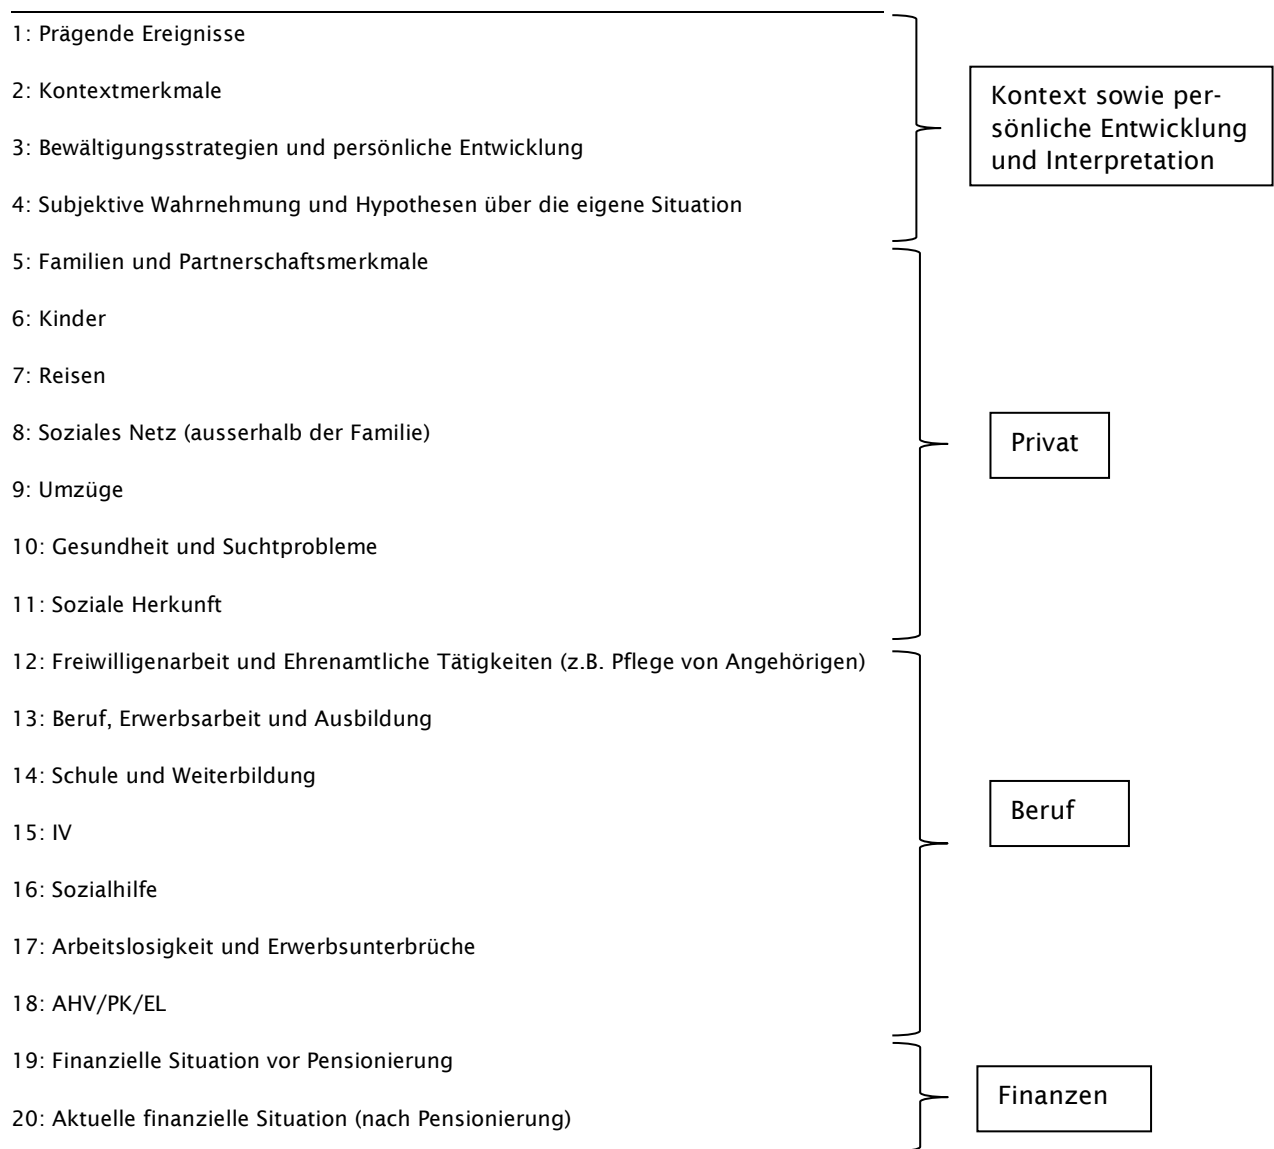 1: Prägende Ereignisse
2: Kontextmerkmale
3: Bewältigungsstrategien und persönliche Entwicklung
4: Subjektive Wahrnehmung und Hypothesen über die eigene Situation
Kontext sowie per-
sönliche Entwicklung
und Interpretation
5: Familien und Partnerschaftsmerkmale
6: Kinder
7: Reisen
8: Soziales Netz (ausserhalb der Familie)
9: Umzüge
10: Gesundheit und Suchtprobleme
11: Soziale Herkunft
Privat
12: Freiwilligenarbeit und Ehrenamtliche Tätigkeiten (z.B. Pflege von Angehörigen)
13: Beruf, Erwerbsarbeit und Ausbildung
14: Schule und Weiterbildung
15: IV
16: Sozialhilfe
17: Arbeitslosigkeit und Erwerbsunterbrüche
18: AHV/PK/EL
Beruf
19: Finanzielle Situation vor Pensionierung
20: Aktuelle finanzielle Situation (nach Pensionierung)
Finanzen